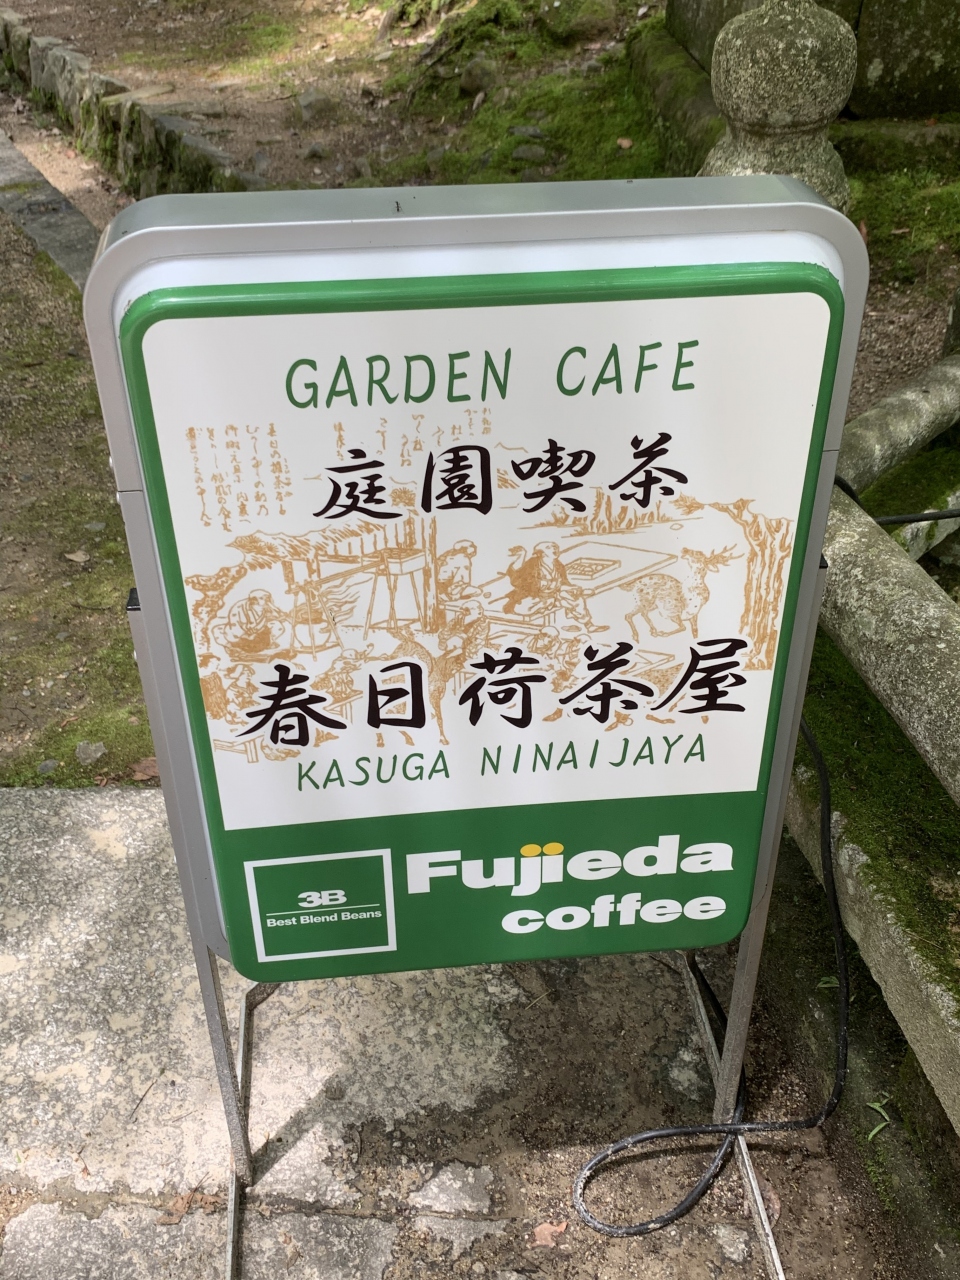 GARDEN CAFE
庭園喫茶
春日荷茶屋
KASUGA NINAIJAYA
3B
Best Blend Beans
Fujieda
coffee